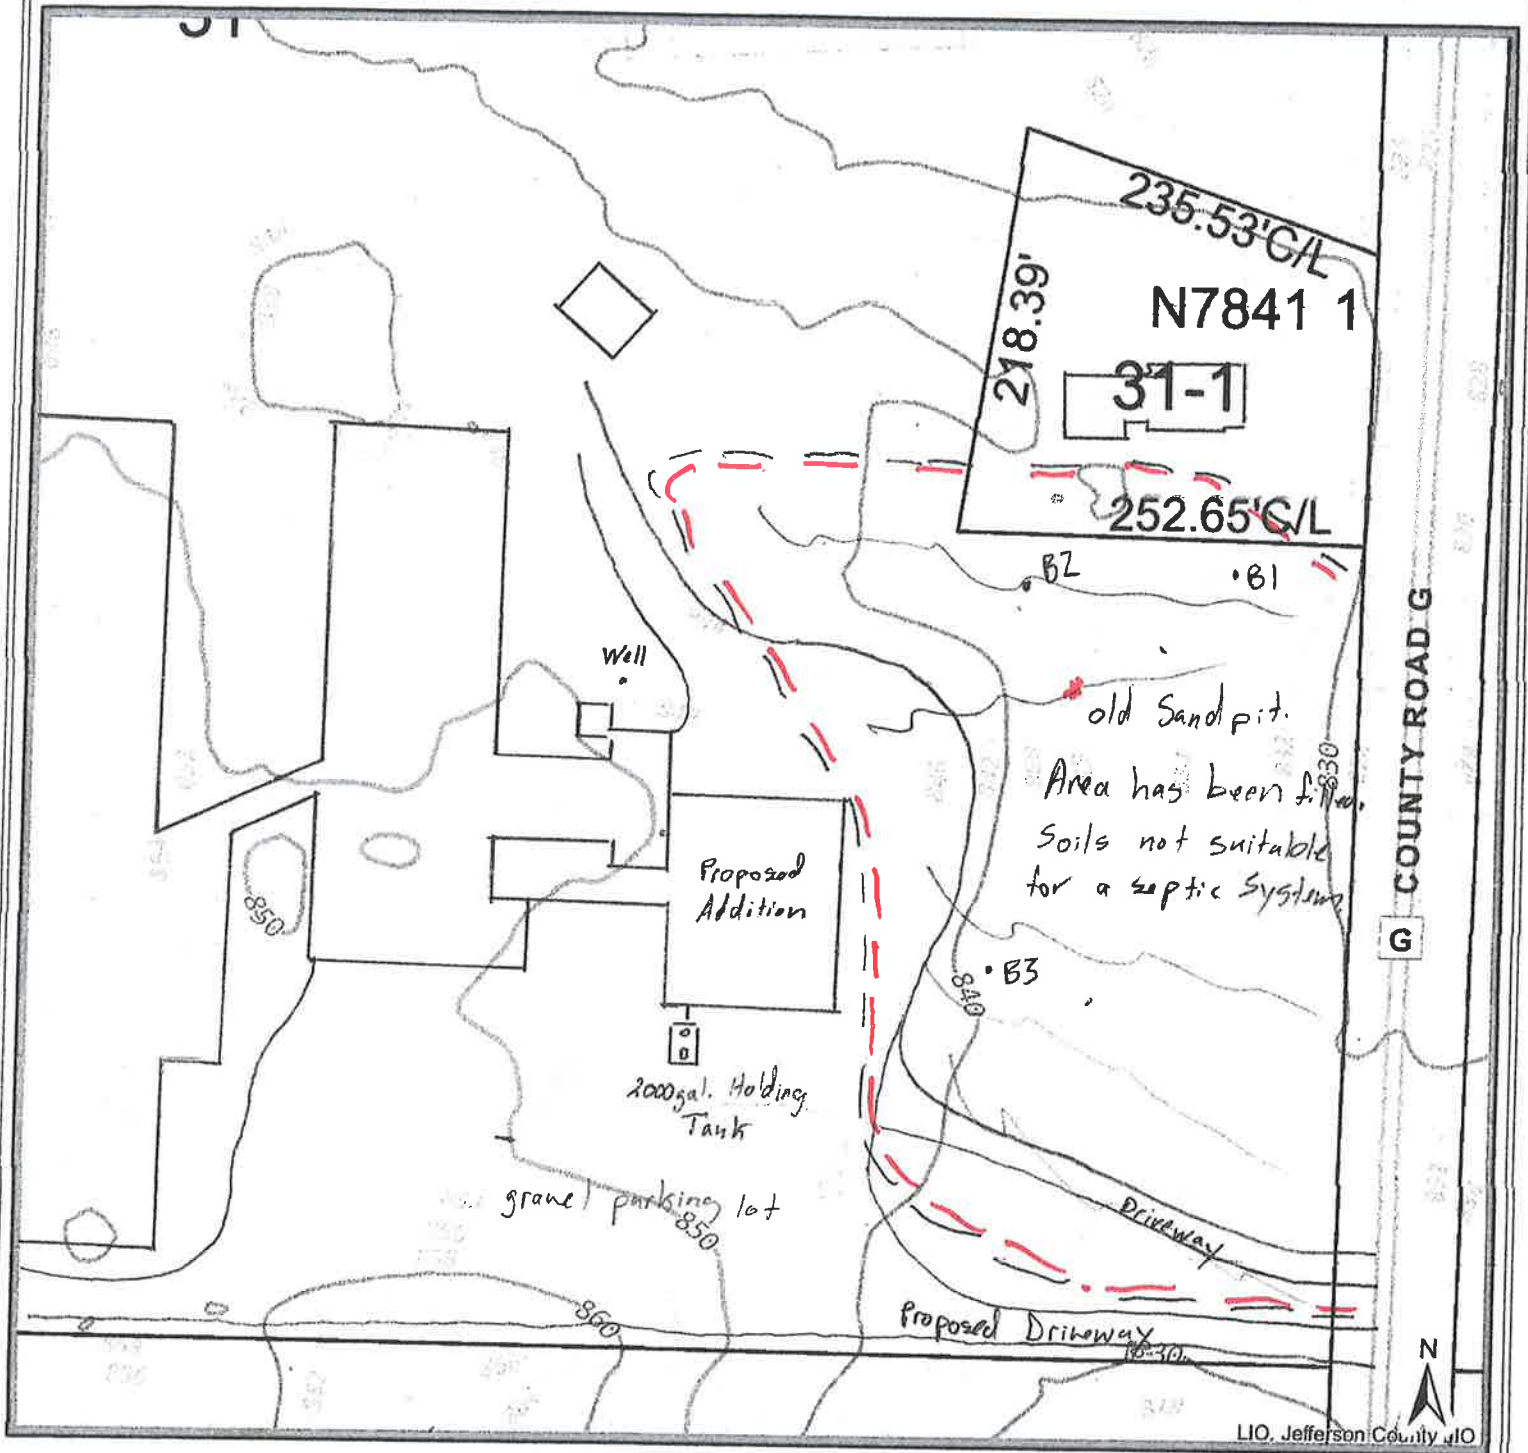 235.53'C/L
218.39'
N7841 1
31-1
252.65'C/L
B2
B1
Well
old Sandpit.
Area has been filled.
Soils not suitable
for a septic System
830
COUNTY ROAD G
G
Proposed
Addition
850
B3
840
2000gal. Holding
Tank
gravel parking lot
850
Driveway
860
Proposed Driveway
830
N
LIO, Jefferson County LIO